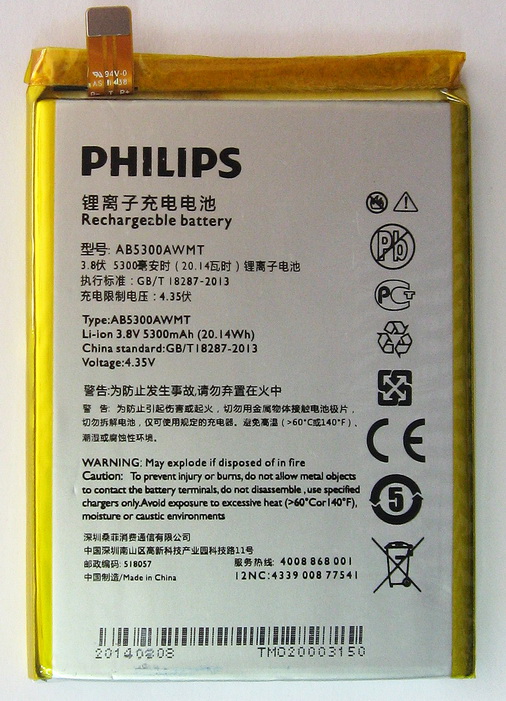 94V-0
PHILIPS
锂离子充电电池
Rechargeable battery
型号: AB5300AWMT
3.8伏 5300毫安时 (20.14瓦时) 锂离子电池
执行标准: GB/T 18287-2013
充电限制电压: 4.35伏
Type:AB5300AWMT
Li-ion 3.8V 5300mAh (20.14Wh)
China standard:GB/T18287-2013
Voltage:4.35V
警告:为防止发生事故,请勿弃置在火中
警 告: 为防止引起伤害或起火, 切勿用金属物体接触电池极片,
切勿拆解电池, 仅可使用规定的充电器。避免高温 (>60°C或140°F)、
潮湿或腐蚀性环境。
WARNING: May explode if disposed of in fire
Caution: To prevent injury or burns,do not allow metal objects
to contact the battery terminals,do not disassemble ,use specified
chargers only.Avoid exposure to excessive heat (>60°Cor140°F),
moisture or caustic environments
深圳桑菲消费通信有限公司
中国深圳南山区高新科技产业园科技路11号
邮政编码: 518057
服务热线: 4008 868 001
中国制造/Made in China
12NC:4339 008 77541
20140208
TMO20003150
Pb
PCT
CE
5